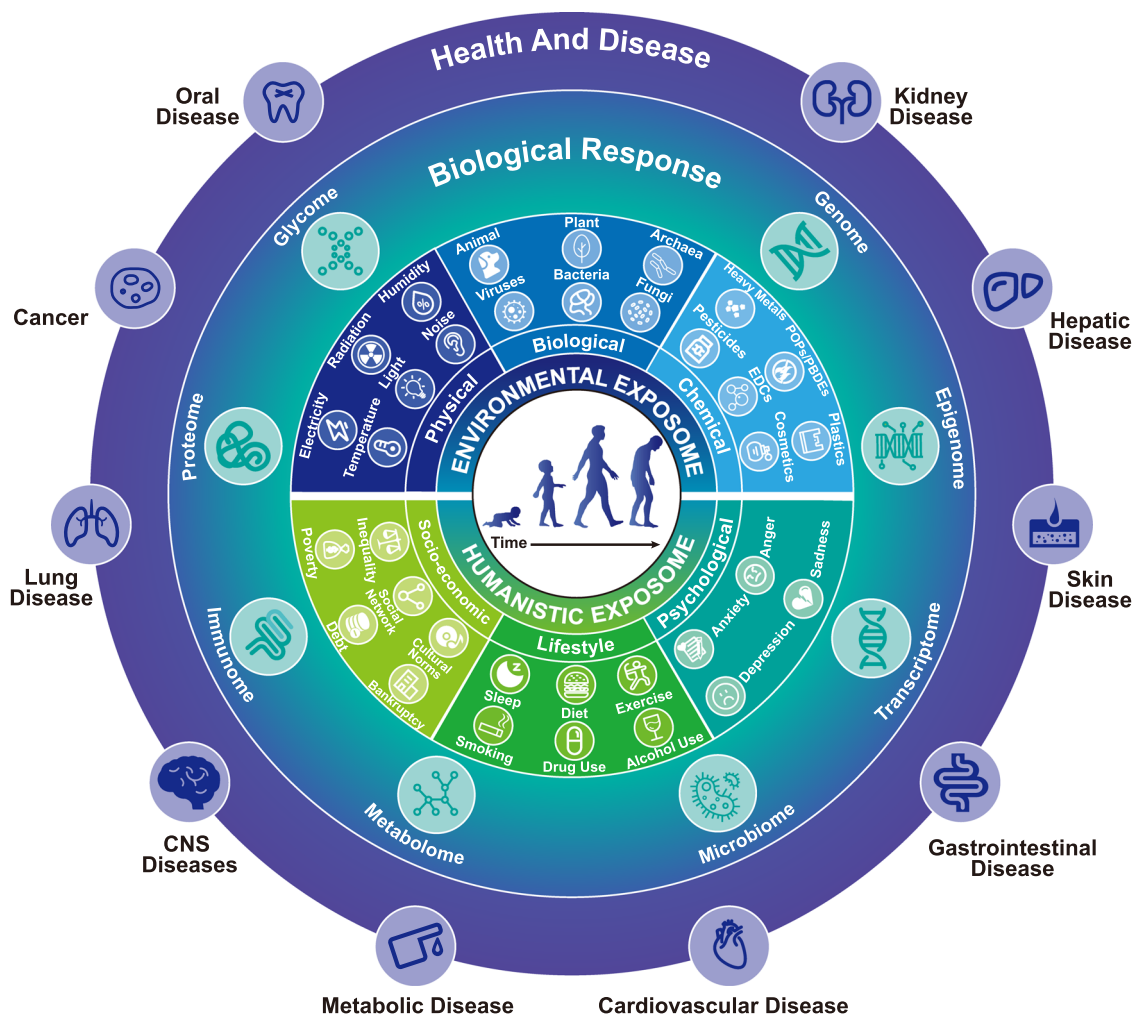 Health And Disease
Oral
Disease
Kidney
Disease
Cancer
Hepatic
Disease
Lung
Disease
Skin
Disease
CNS
Diseases
Gastrointestinal
Disease
Metabolic Disease
Cardiovascular Disease
Biological Response
Glycome
Genome
Proteome
Epigenome
Immunome
Transcriptome
Metabolome
Microbiome
ENVIRONMENTAL EXPOSOME
Physical
Humidity
Noise
Radiation
Light
Electricity
Temperature
Biological
Animal
Plant
Archaea
Viruses
Bacteria
Fungi
Chemical
Heavy Metals
Pesticides
POPs/PBDEs
EDCs
Plastics
Cosmetics
Time
HUMANISTIC EXPOSOME
Socio-economic
Poverty
Inequality
Social
Network
Debt
Cultural
Norms
Bankruptcy
Lifestyle
Sleep
Diet
Exercise
Smoking
Drug Use
Alcohol Use
Psychological
Anger
Sadness
Anxiety
Depression